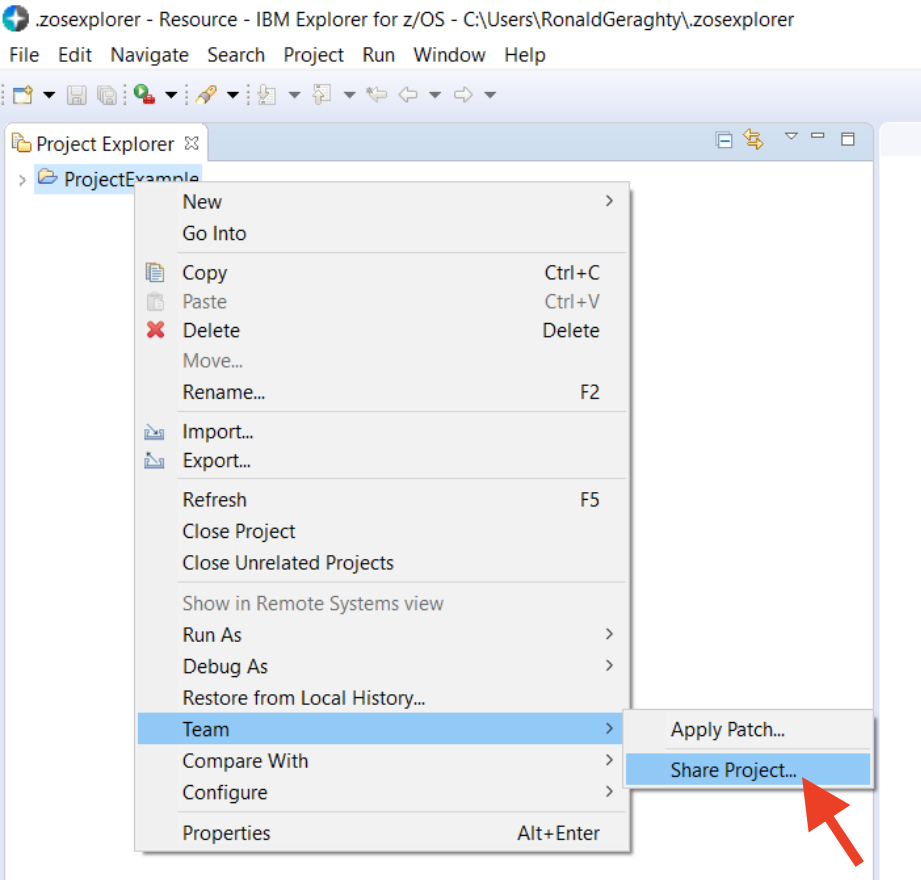 .zosexplorer - Resource - IBM Explorer for z/OS - C:\Users\RonaldGeraghty\.zosexplorer
File Edit Navigate Search Project Run Window Help
Project Explorer
ProjectExample
New
Go Into
Copy Ctrl+C
Paste Ctrl+V
Delete Delete
Move...
Rename... F2
Import...
Export...
Refresh F5
Close Project
Close Unrelated Projects
Show in Remote Systems view
Run As
Debug As
Restore from Local History...
Team
Apply Patch...
Compare With
Share Project...
Configure
Properties Alt+Enter